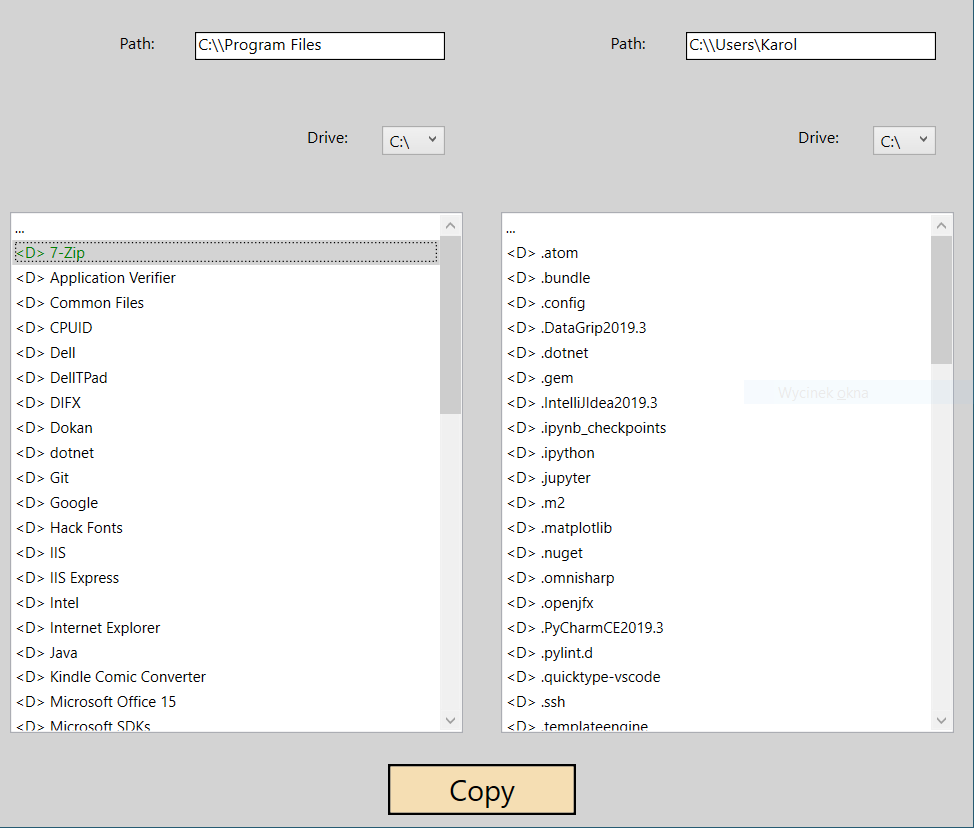 Path: C:\\Program Files
Path: C:\\Users\Karol
Drive: C:\
Drive: C:\
...
<D> 7-Zip
<D> Application Verifier
<D> Common Files
<D> CPUID
<D> Dell
<D> DellTPad
<D> DIFX
<D> Dokan
<D> dotnet
<D> Git
<D> Google
<D> Hack Fonts
<D> IIS
<D> IIS Express
<D> Intel
<D> Internet Explorer
<D> Java
<D> Kindle Comic Converter
<D> Microsoft Office 15
<D> Microsoft SDKs
...
<D> .atom
<D> .bundle
<D> .config
<D> .DataGrip2019.3
<D> .dotnet
<D> .gem
Wycinek okna
<D> .IntelliJIdea2019.3
<D> .ipynb_checkpoints
<D> .ipython
<D> .jupyter
<D> .m2
<D> .matplotlib
<D> .nuget
<D> .omnisharp
<D> .openjfx
<D> .PyCharmCE2019.3
<D> .pylint.d
<D> .quicktype-vscode
<D> .ssh
<D> .templateengine
Copy